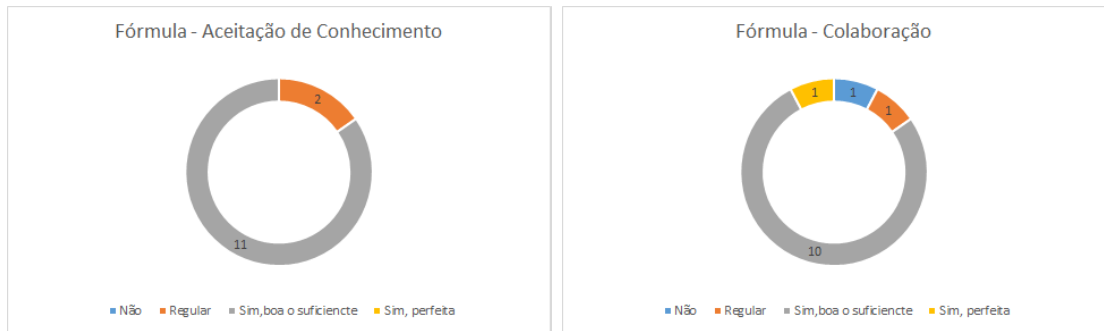 Fórmula - Aceitação de Conhecimento
2
11
Não Regular Sim,boa o suficiencte Sim, perfeita
Fórmula - Colaboração
1 1
1
10
Não Regular Sim,boa o suficiencte Sim, perfeita